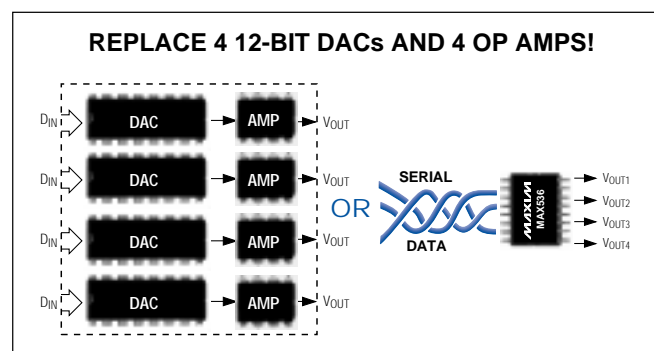 REPLACE 4 12-BIT DACs AND 4 OP AMPS!
DIN DAC AMP VOUT
DIN DAC AMP VOUT
DIN DAC AMP VOUT
DIN DAC AMP VOUT
OR
SERIAL
DATA
MAXIM
MAX536
VOUT1
VOUT2
VOUT3
VOUT4